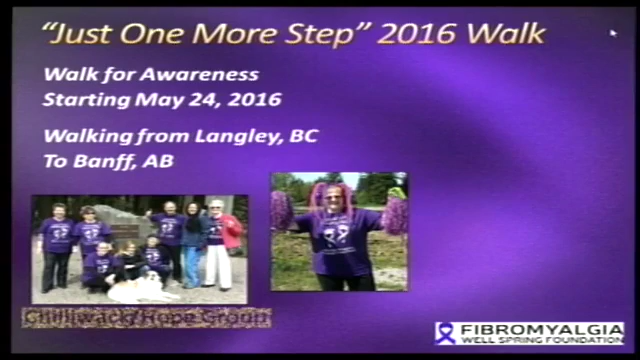 “Just One More Step” 2016 Walk
Walk for Awareness
Starting May 24, 2016
Walking from Langley, BC
To Banff, AB
Chilliwack/Hope Group
FIBROMYALGIA
WELL SPRING FOUNDATION